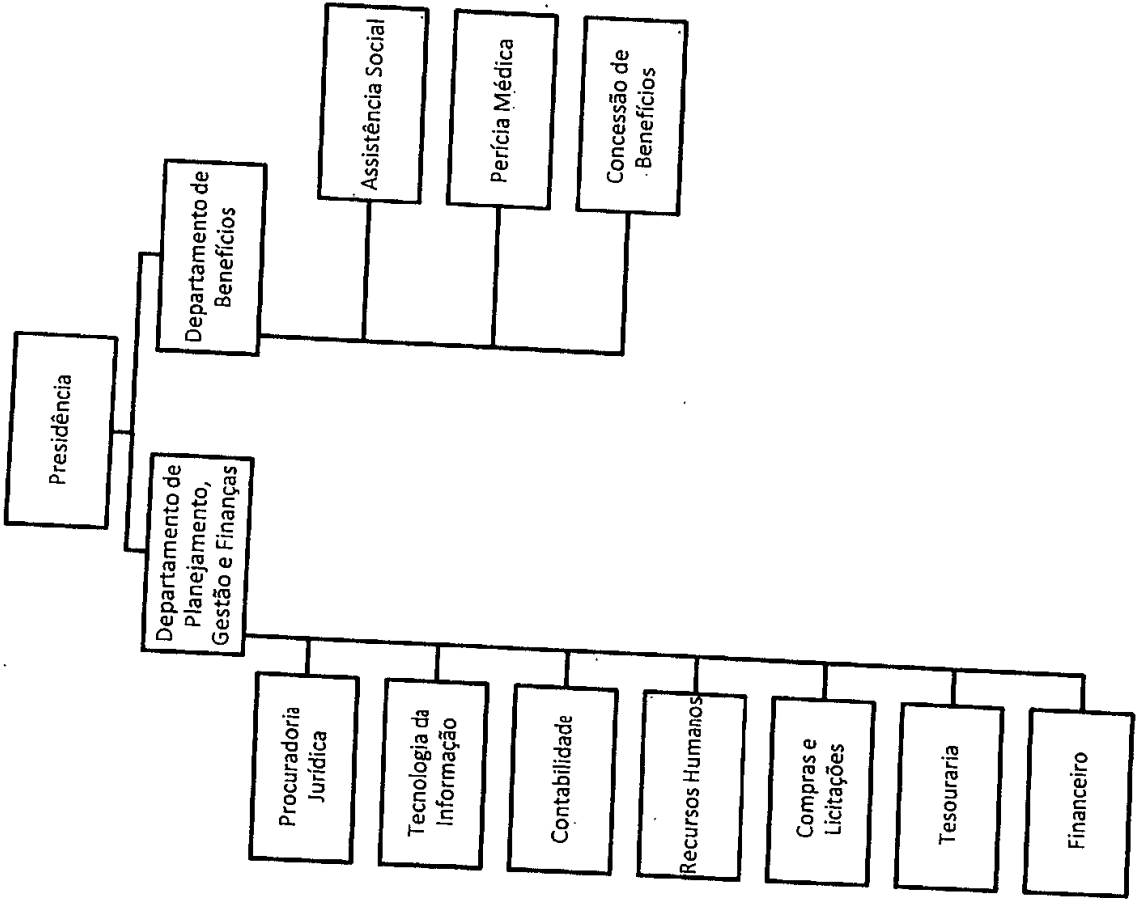 Presidência
Departamento de
Planejamento,
Gestão e Finanças
Departamento de
Benefícios
Procuradoria
Jurídica
Tecnologia da
Informação
Contabilidade
Recursos Humanos
Compras e
Licitações
Tesouraria
Financeiro
Assistência Social
Perícia Médica
Concessão de
Benefícios